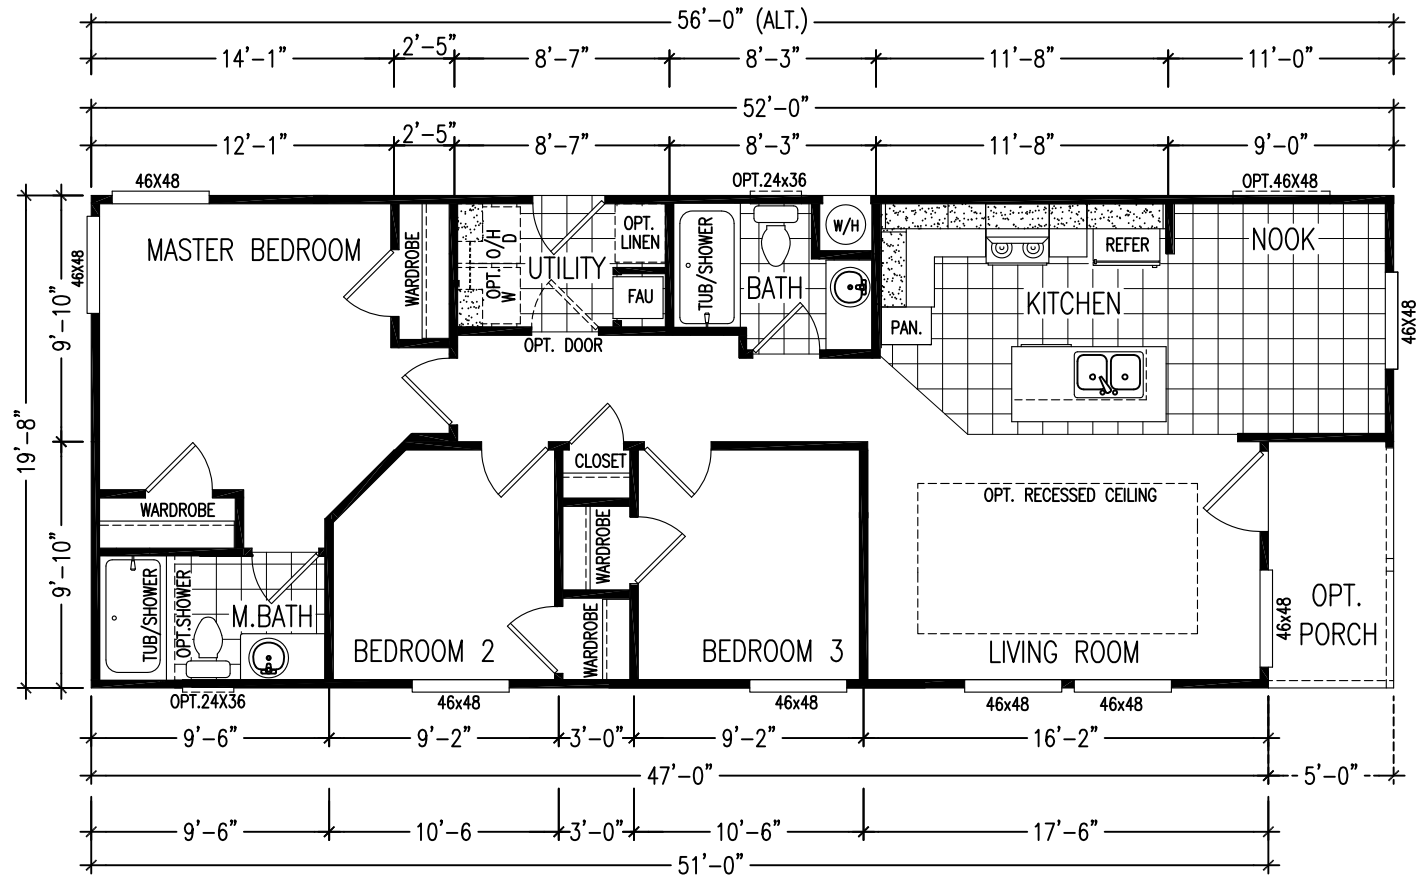 56'-0" (ALT.)
14'-1"
2'-5"
8'-7"
8'-3"
11'-8"
11'-0"
52'-0"
12'-1"
2'-5"
8'-7"
8'-3"
11'-8"
9'-0"
46X48
OPT.24x36
OPT.46X48
46X48
MASTER BEDROOM
WARDROBE
OPT. O/H
D
W
UTILITY
OPT.
LINEN
FAU
OPT. DOOR
TUB/SHOWER
BATH
W/H
PAN.
KITCHEN
REFER
NOOK
46X48
9'-10"
19'-8"
9'-10"
WARDROBE
TUB/SHOWER
OPT.SHOWER
M.BATH
BEDROOM 2
CLOSET
WARDROBE
WARDROBE
BEDROOM 3
OPT. RECESSED CEILING
LIVING ROOM
46x48
OPT.
PORCH
OPT.24X36
46x48
46x48
46x48
46x48
9'-6"
9'-2"
3'-0"
9'-2"
16'-2"
47'-0"
5'-0"
9'-6"
10'-6
3'-0"
10'-6"
17'-6"
51'-0"